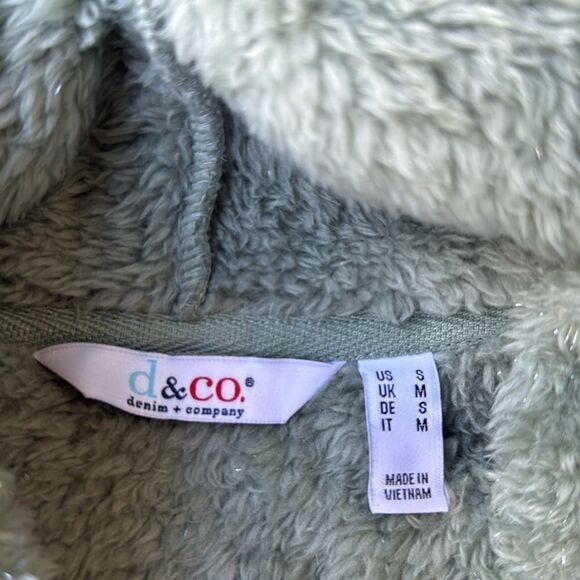 d&CO.®
denim + company
US S
UK M
DE S
IT M
MADE IN
VIETNAM